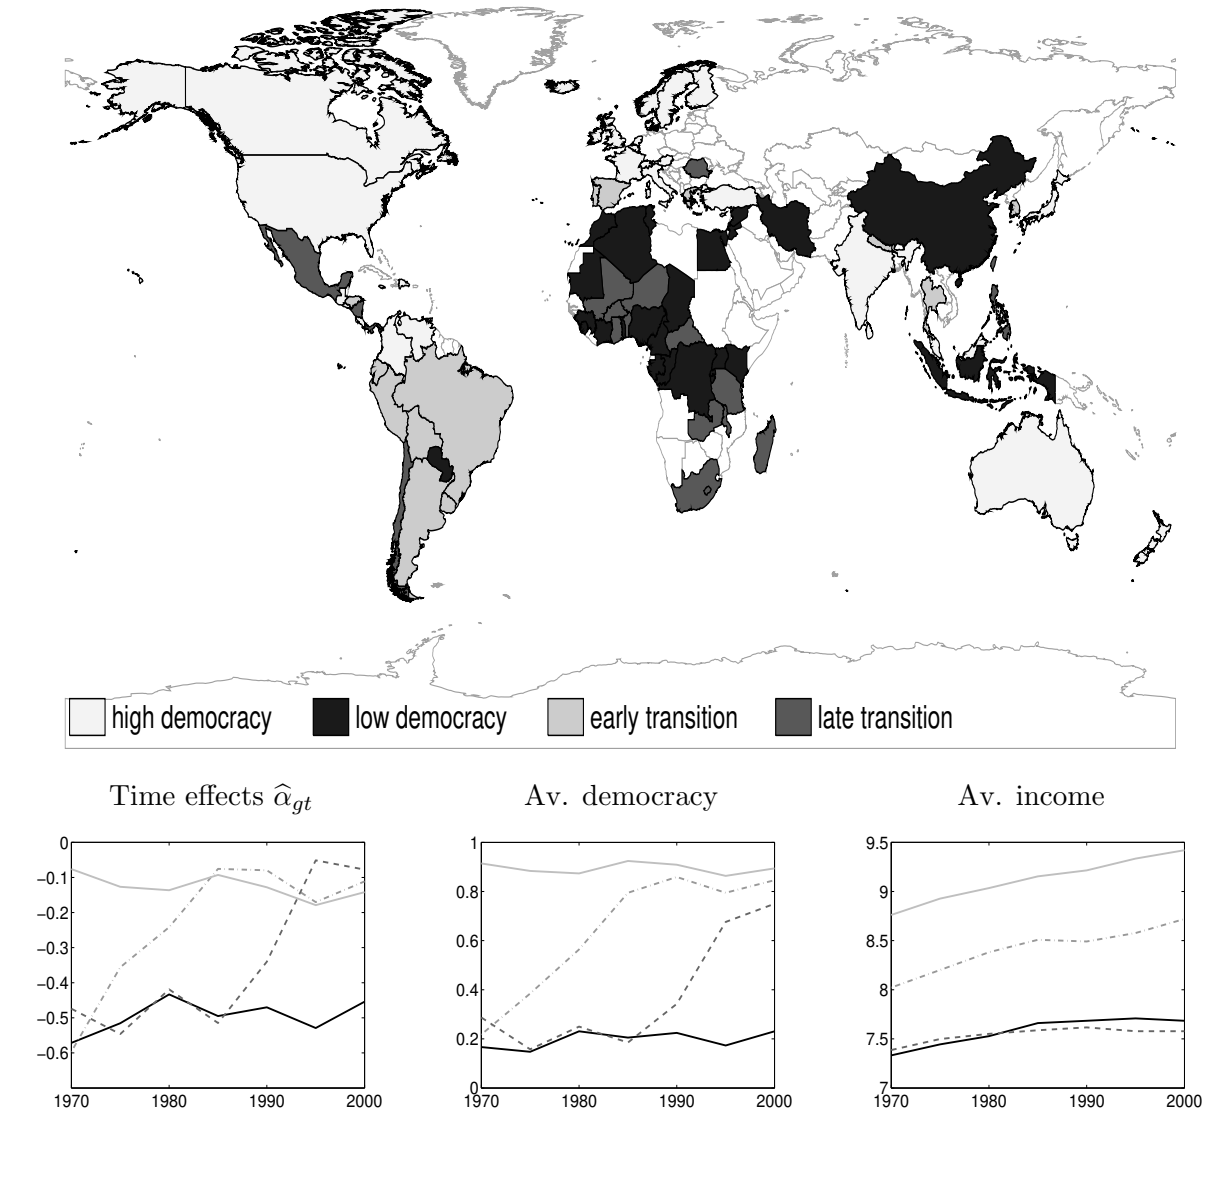 high democracy low democracy early transition late transition
Time effects α̂gt Av. democracy Av. income
0 1 9.5
−0.1 0.8 9
−0.2 0.6 8.5
−0.3 0.4 8
−0.4 0.2 7.5
−0.5 0 7
−0.6
1970 1980 1990 2000 1970 1980 1990 2000 1970 1980 1990 2000